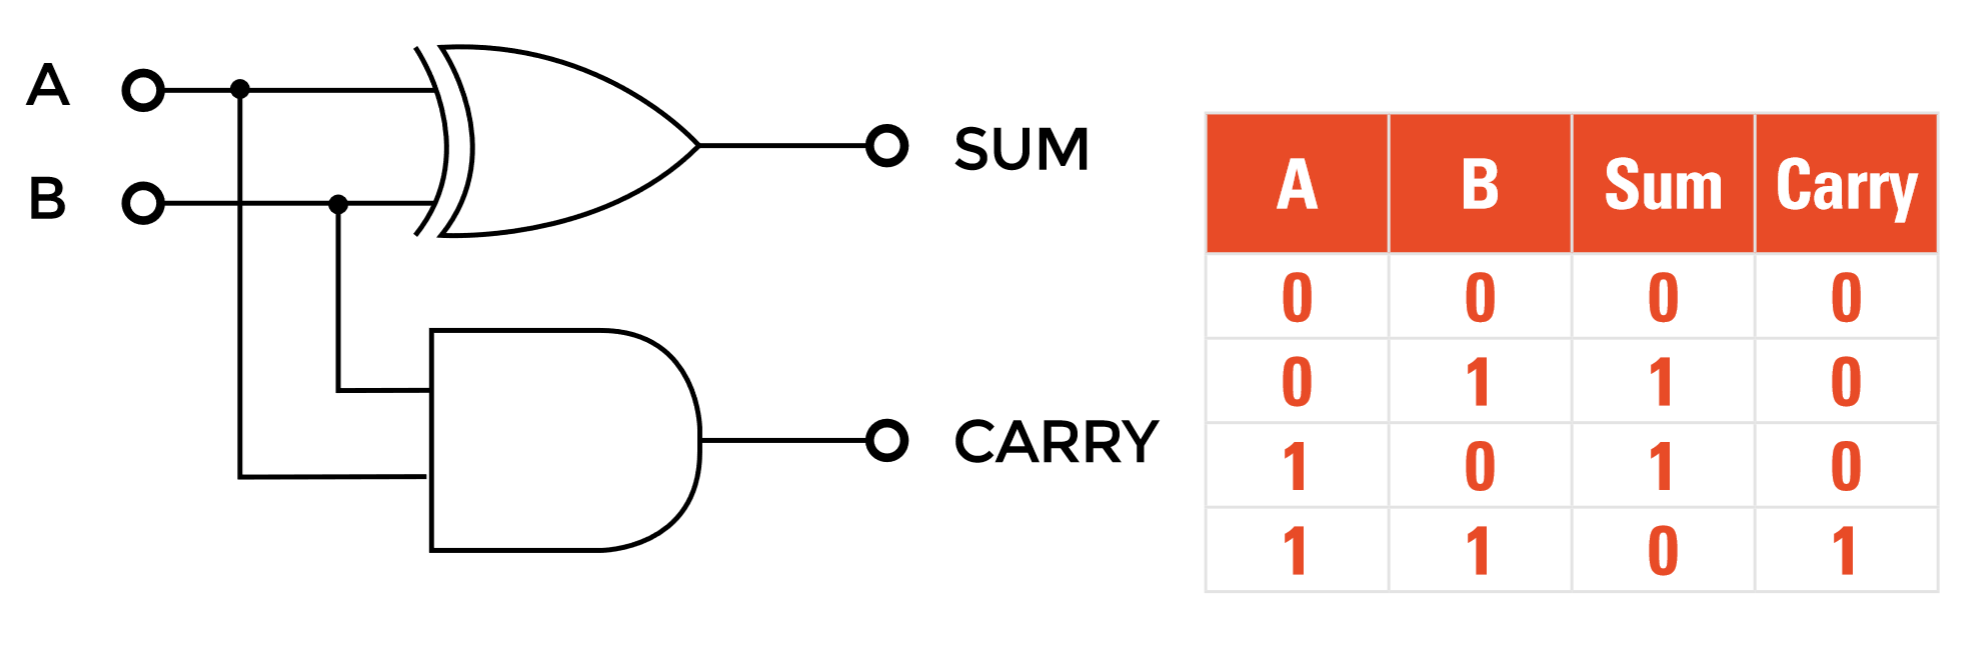 A
B
SUM
CARRY
A B Sum Carry
0 0 0 0
0 1 1 0
1 0 1 0
1 1 0 1